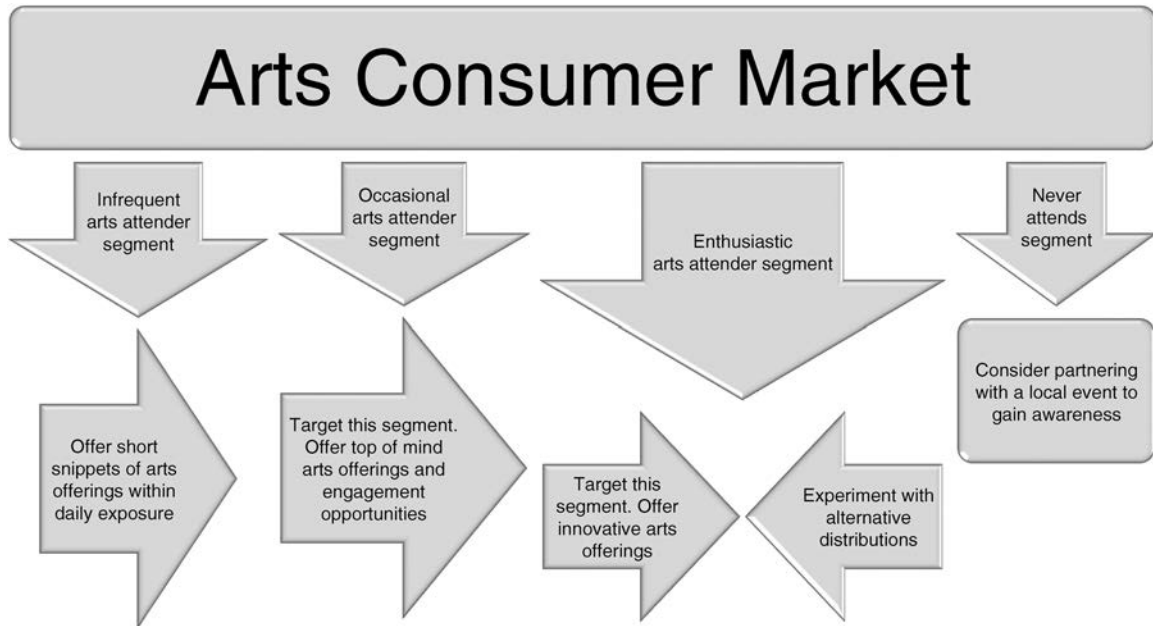 Arts Consumer Market
Infrequent
arts attender
segment
Occasional
arts attender
segment
Enthusiastic
arts attender segment
Never
attends
segment
Offer short
snippets of arts
offerings within
daily exposure
Target this segment.
Offer top of mind
arts offerings and
engagement
opportunities
Target this
segment. Offer
innovative arts
offerings
Experiment with
alternative
distributions
Consider partnering
with a local event to
gain awareness